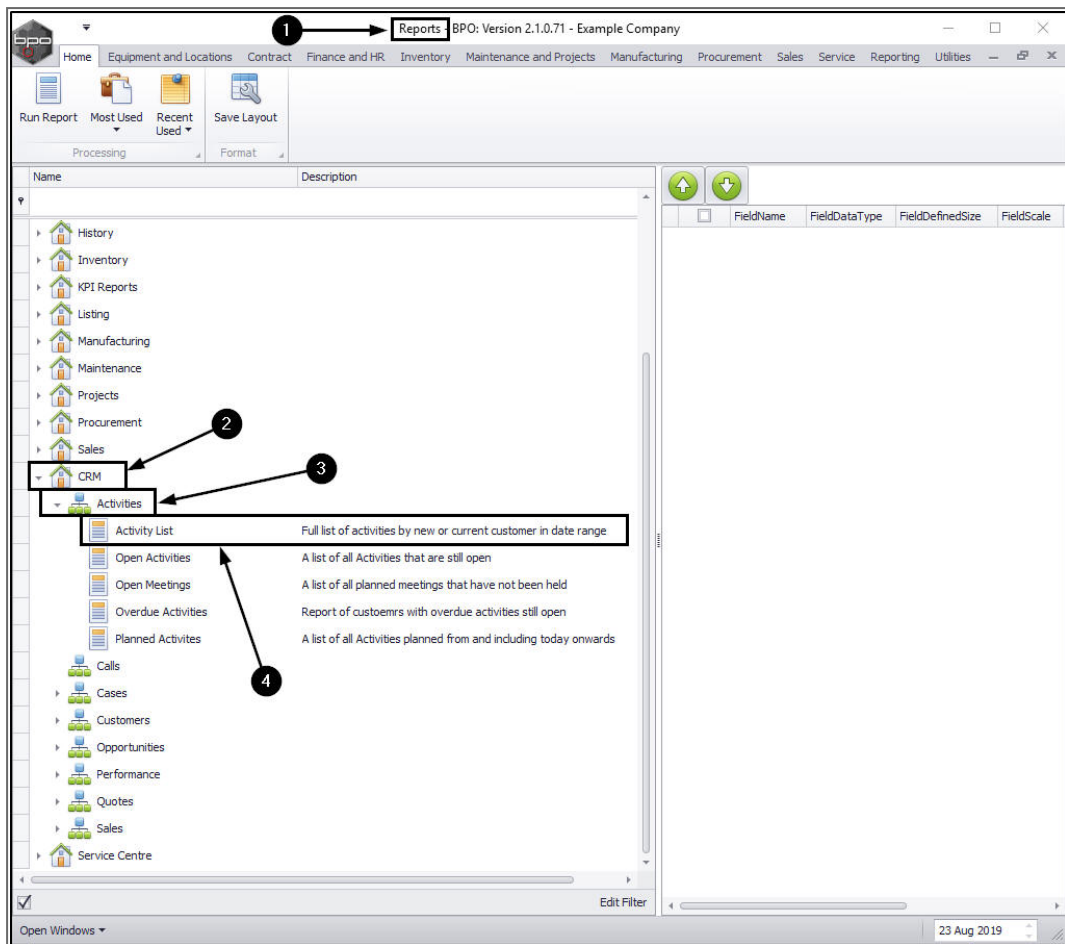 1
Reports - BPO: Version 2.1.0.71 - Example Company
bpo
Home Equipment and Locations Contract Finance and HR Inventory Maintenance and Projects Manufacturing Procurement Sales Service Reporting Utilities
Run Report Most Used Recent Used Save Layout
Processing Format
Name Description
FieldName FieldDataType FieldDefinedSize FieldScale
History
Inventory
KPI Reports
Listing
Manufacturing
Maintenance
Projects
Procurement
2
Sales
3
CRM
Activities
Activity List Full list of activities by new or current customer in date range
Open Activities A list of all Activities that are still open
Open Meetings A list of all planned meetings that have not been held
Overdue Activities Report of custoemrs with overdue activities still open
Planned Activites A list of all Activities planned from and including today onwards
Calls
4
Cases
Customers
Opportunities
Performance
Quotes
Sales
Service Centre
Edit Filter
Open Windows 23 Aug 2019